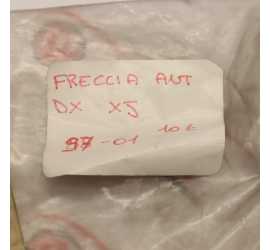 FRECCIA ANT
DX XJ
97-01 10€